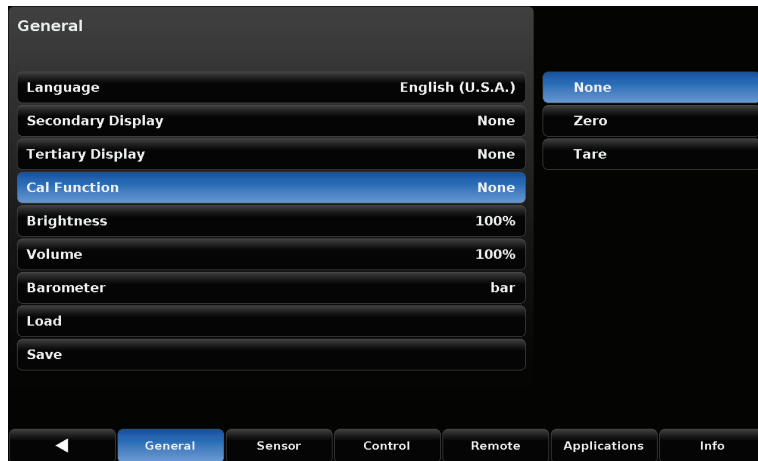 General
Language English (U.S.A.)
Secondary Display None
Tertiary Display None
Cal Function None
Brightness 100%
Volume 100%
Barometer bar
Load
Save
None
Zero
Tare
General Sensor Control Remote Applications Info